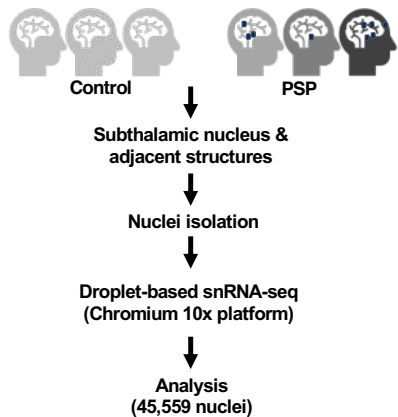 Control
PSP
Subthalamic nucleus &
adjacent structures
Nuclei isolation
Droplet-based snRNA-seq
(Chromium 10x platform)
Analysis
(45,559 nuclei)